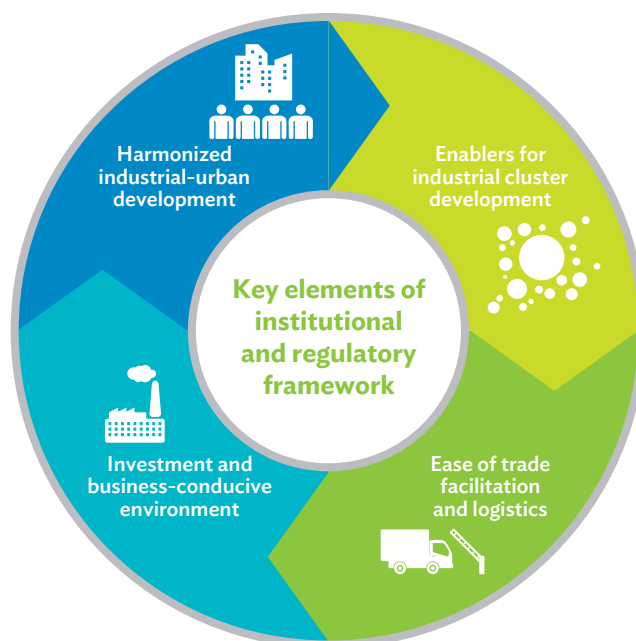 Harmonized
industrial-urban
development
Enablers for
industrial cluster
development
Key elements of
institutional
and regulatory
framework
Investment and
business-conducive
environment
Ease of trade
facilitation
and logistics